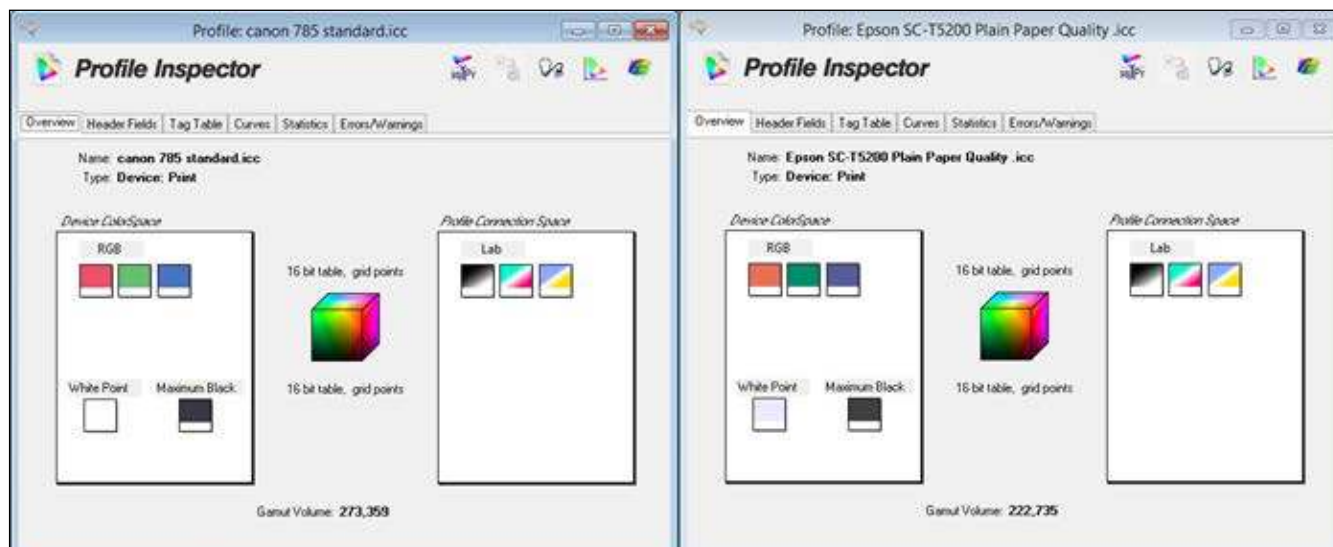 Profile: canon 785 standard.icc
Profile Inspector
Overview Header Fields Tag Table Curves Statistics Errors/Warnings
Name: canon 785 standard.icc
Type: Device: Print
Device ColorSpace
Profile Connection Space
RGB
Lab
16 bit table, grid points
White Point Maximum Black
16 bit table, grid points
Gamut Volume: 273,359
Profile: Epson SC-T5200 Plain Paper Quality .icc
Profile Inspector
Overview Header Fields Tag Table Curves Statistics Errors/Warnings
Name: Epson SC-T5200 Plain Paper Quality .icc
Type: Device: Print
Device ColorSpace
Profile Connection Space
RGB
Lab
16 bit table, grid points
White Point Maximum Black
16 bit table, grid points
Gamut Volume: 222,735